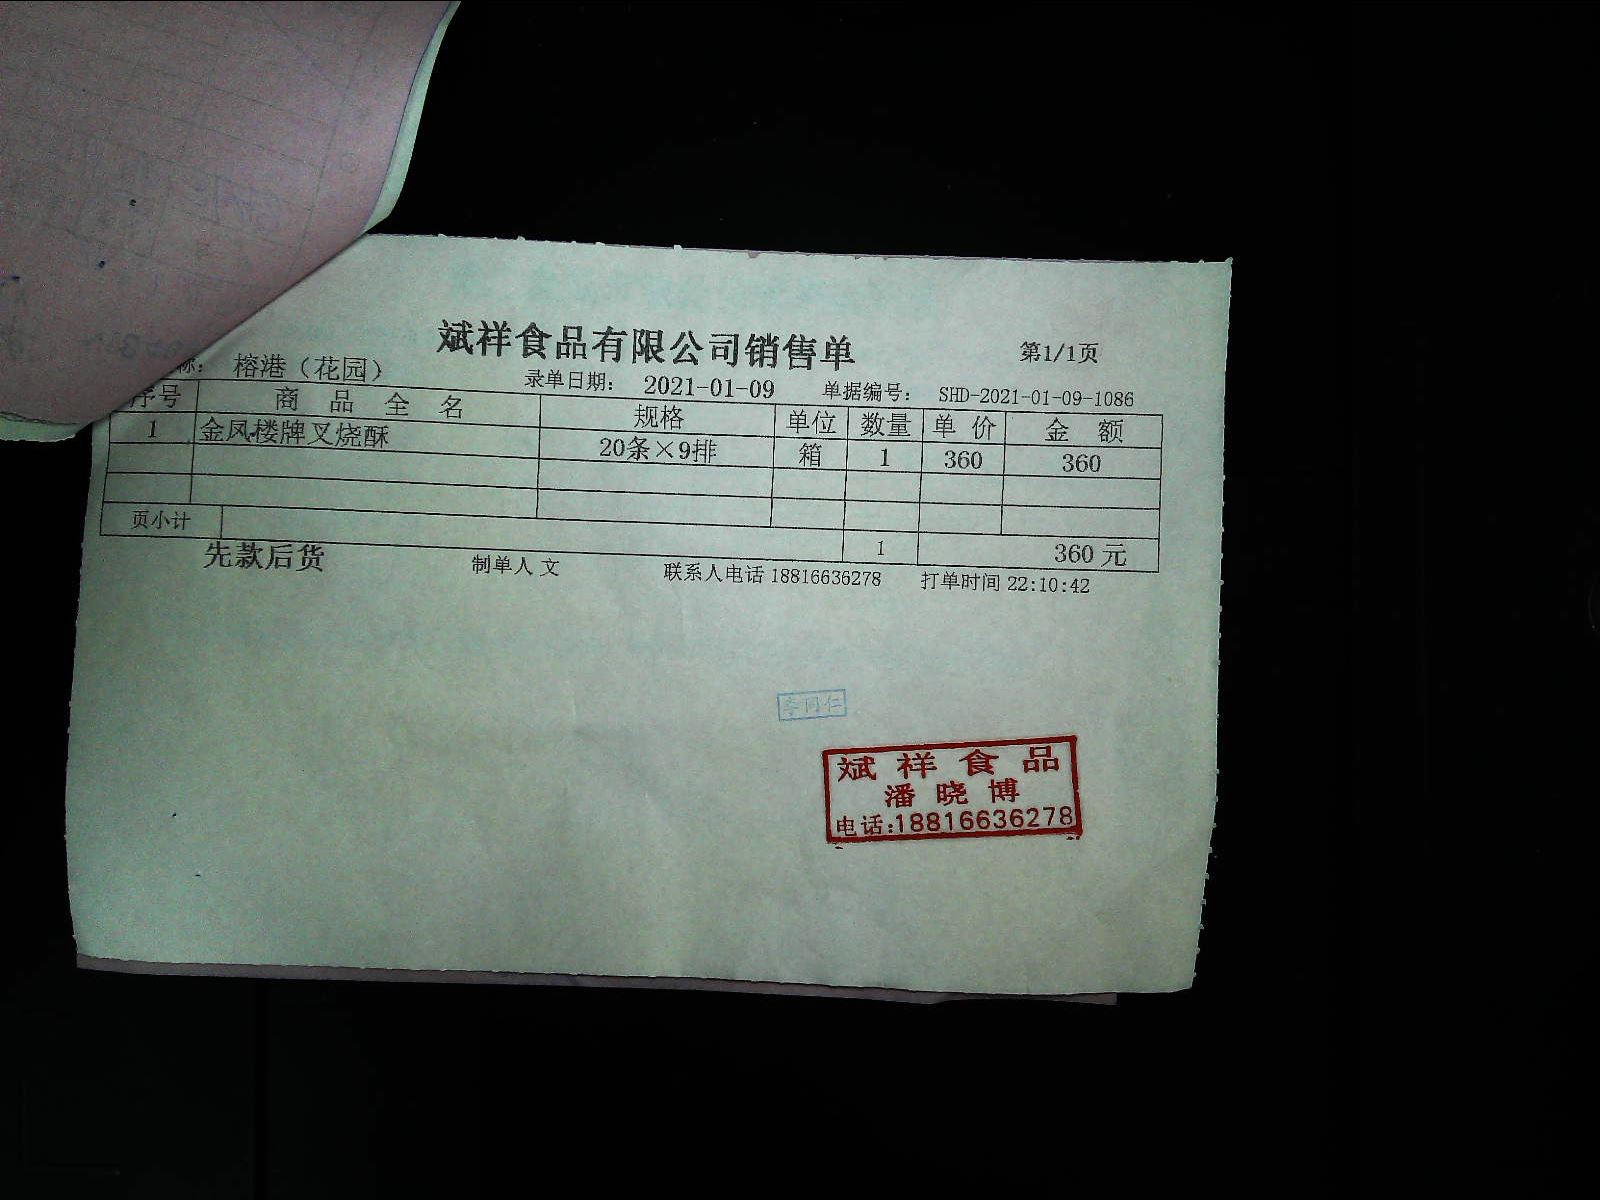 斌祥食品有限公司销售单
第1/1页
称： 榕港（花园） 录单日期： 2021-01-09 单据编号： SHD-2021-01-09-1086
序号 商品全名 规格 单位 数量 单价 金额
1 金凤楼牌叉烧酥 20条×9排 箱 1 360 360
页小计 1 360元
先款后货 制单人 文 联系人电话 18816636278 打单时间 22:10:42
斌祥食品
潘晓博
电话:18816636278